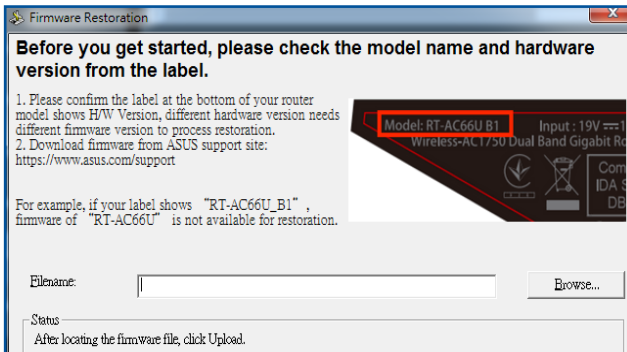 Firmware Restoration
Before you get started, please check the model name and hardware
version from the label.
1. Please confirm the label at the bottom of your router
model shows H/W Version, different hardware version needs
different firmware version to process restoration.
2. Download firmware from ASUS support site:
https://www.asus.com/support
For example, if your label shows “RT-AC66U_B1” ,
firmware of “RT-AC66U” is not available for restoration.
Model: RT-AC66U B1 Input : 19V
Wireless-AC1750 Dual Band Gigabit
Com
IDA S
DB
Filename:
Browse...
Status
After locating the firmware file, click Upload.